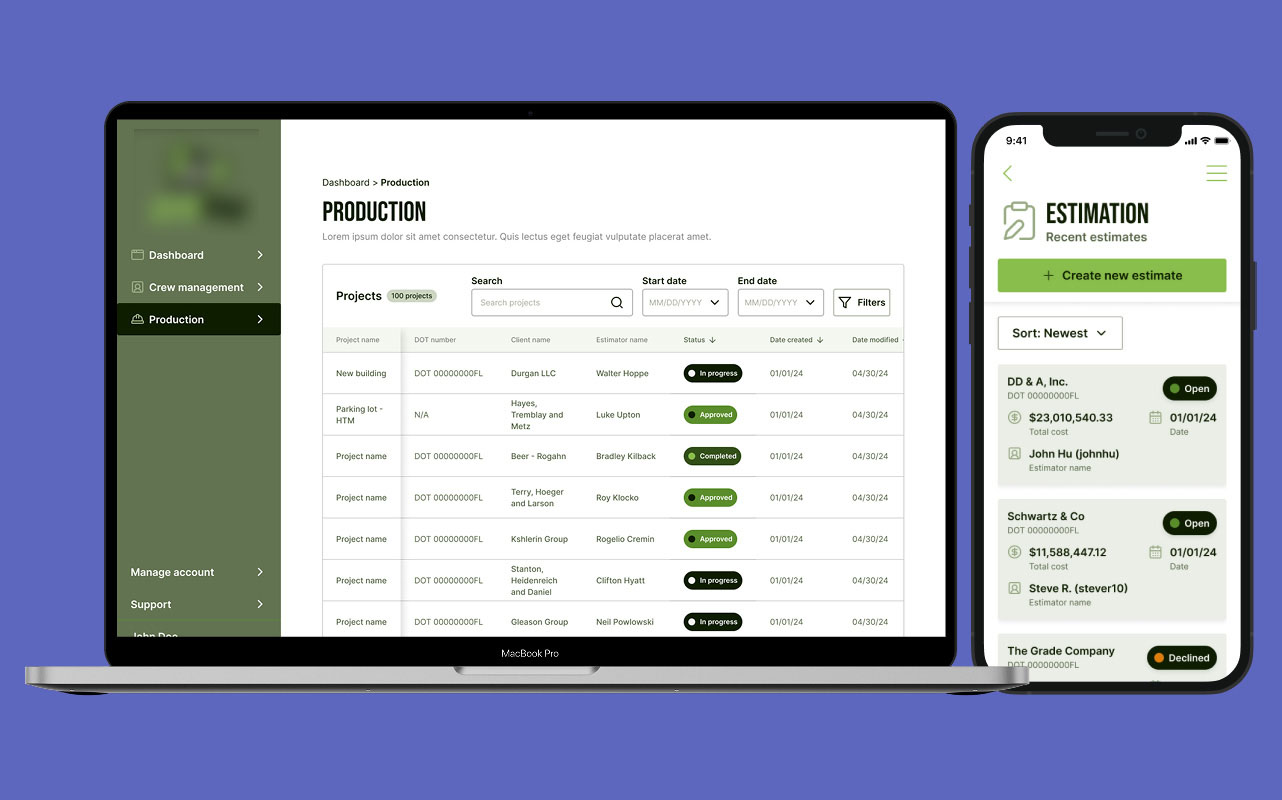 Dashboard
Crew management
Production
Manage account
Support
John Doe
Dashboard > Production
PRODUCTION
Lorem ipsum dolor sit amet consectetur. Quis lectus eget feugiat vulputate placerat amet.
Projects 100 projects
Search
Search projects
Start date
MM/DD/YYYY
End date
MM/DD/YYYY
Filters
Project name DOT number Client name Estimator name Status Date created Date modified
New building DOT 00000000FL Durgan LLC Walter Hoppe In progress 01/01/24 04/30/24
Parking lot -
HTM
N/A
Hayes,
Tremblay and
Metz
Luke Upton Approved 01/01/24 04/30/24
Project name DOT 00000000FL Beer - Rogahn Bradley Kilback Completed 01/01/24 04/30/24
Project name DOT 00000000FL
Terry, Hoeger
and Larson
Roy Klocko Approved 01/01/24 04/30/24
Project name DOT 00000000FL Kshlerin Group Rogelio Cremin Approved 01/01/24 04/30/24
Project name DOT 00000000FL
Stanton,
Heidenreich
and Daniel
Clifton Hyatt In progress 01/01/24 04/30/24
Project name DOT 00000000FL Gleason Group Neil Powlowski In progress 01/01/24 04/30/24
MacBook Pro
9:41
ESTIMATION
Recent estimates
+ Create new estimate
Sort: Newest
DD & A, Inc.
DOT 00000000FL
Open
$23,010,540.33
Total cost
01/01/24
Date
John Hu (johnhu)
Estimator name
Schwartz & Co
DOT 00000000FL
Open
$11,588,447.12
Total cost
01/01/24
Date
Steve R. (stever10)
Estimator name
The Grade Company
DOT 00000000FL
Declined